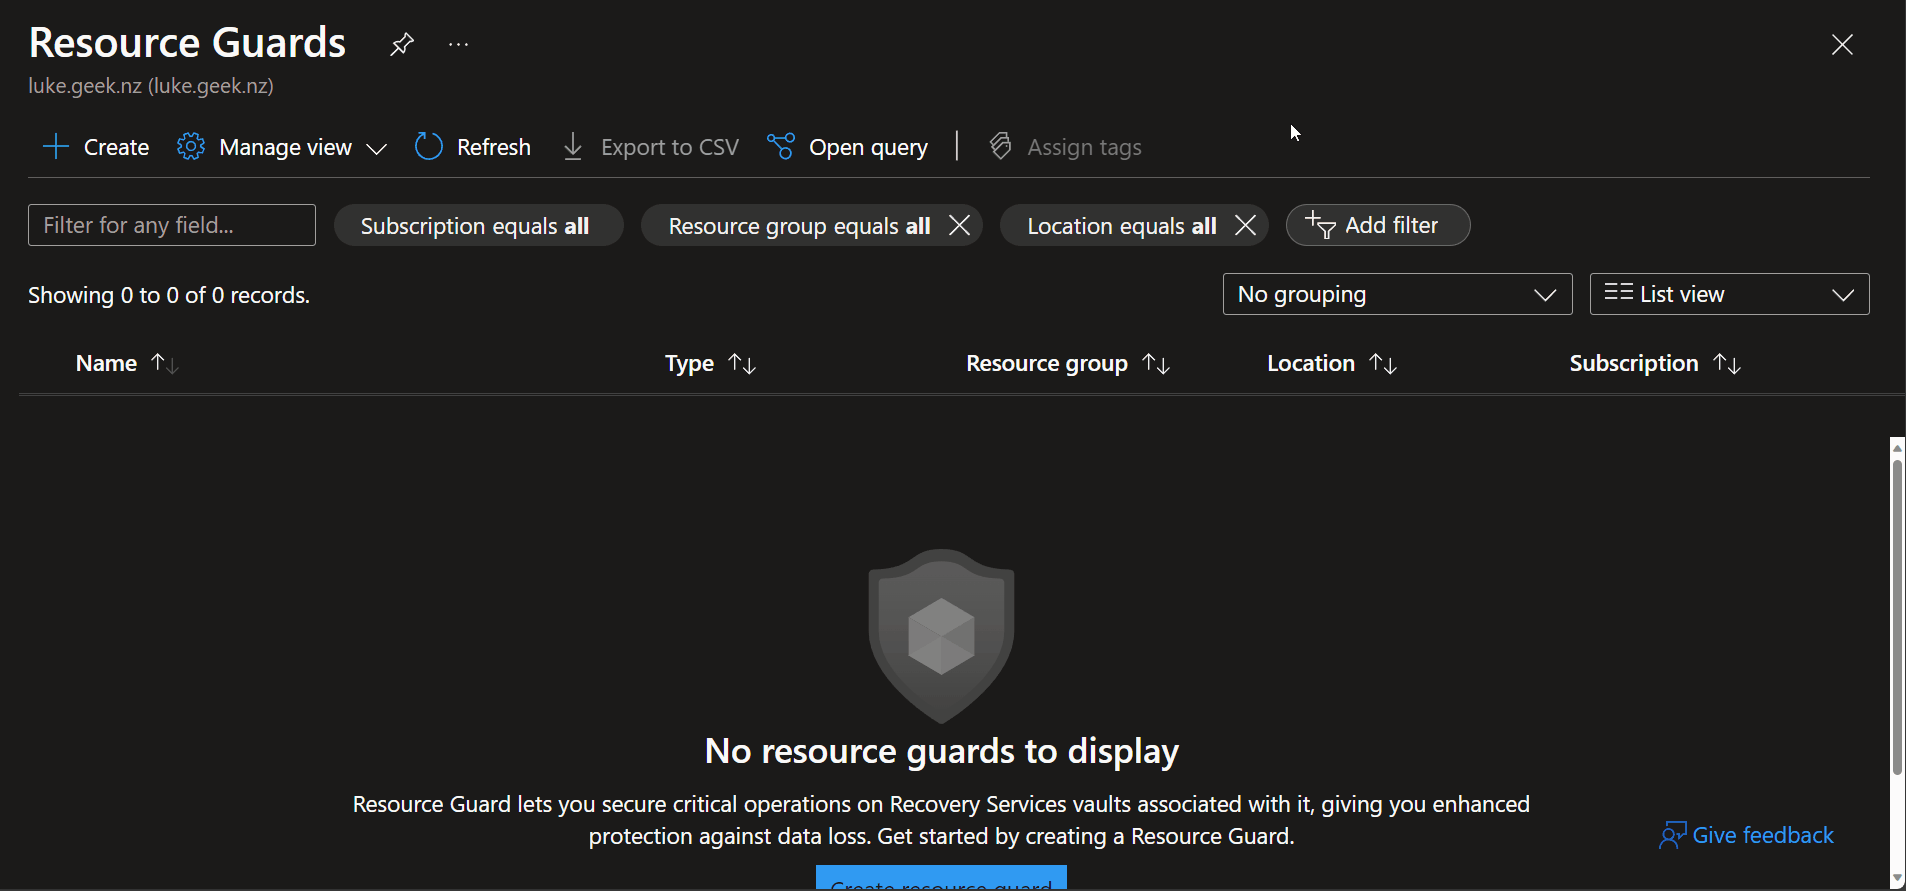 Resource Guards
luke.geek.nz (luke.geek.nz)
Create Manage view Refresh Export to CSV Open query Assign tags
Filter for any field... Subscription equals all Resource group equals all Location equals all Add filter
Showing 0 to 0 of 0 records. No grouping List view
Name Type Resource group Location Subscription
No resource guards to display
Resource Guard lets you secure critical operations on Recovery Services vaults associated with it, giving you enhanced
protection against data loss. Get started by creating a Resource Guard.
Give feedback
Create resource guard